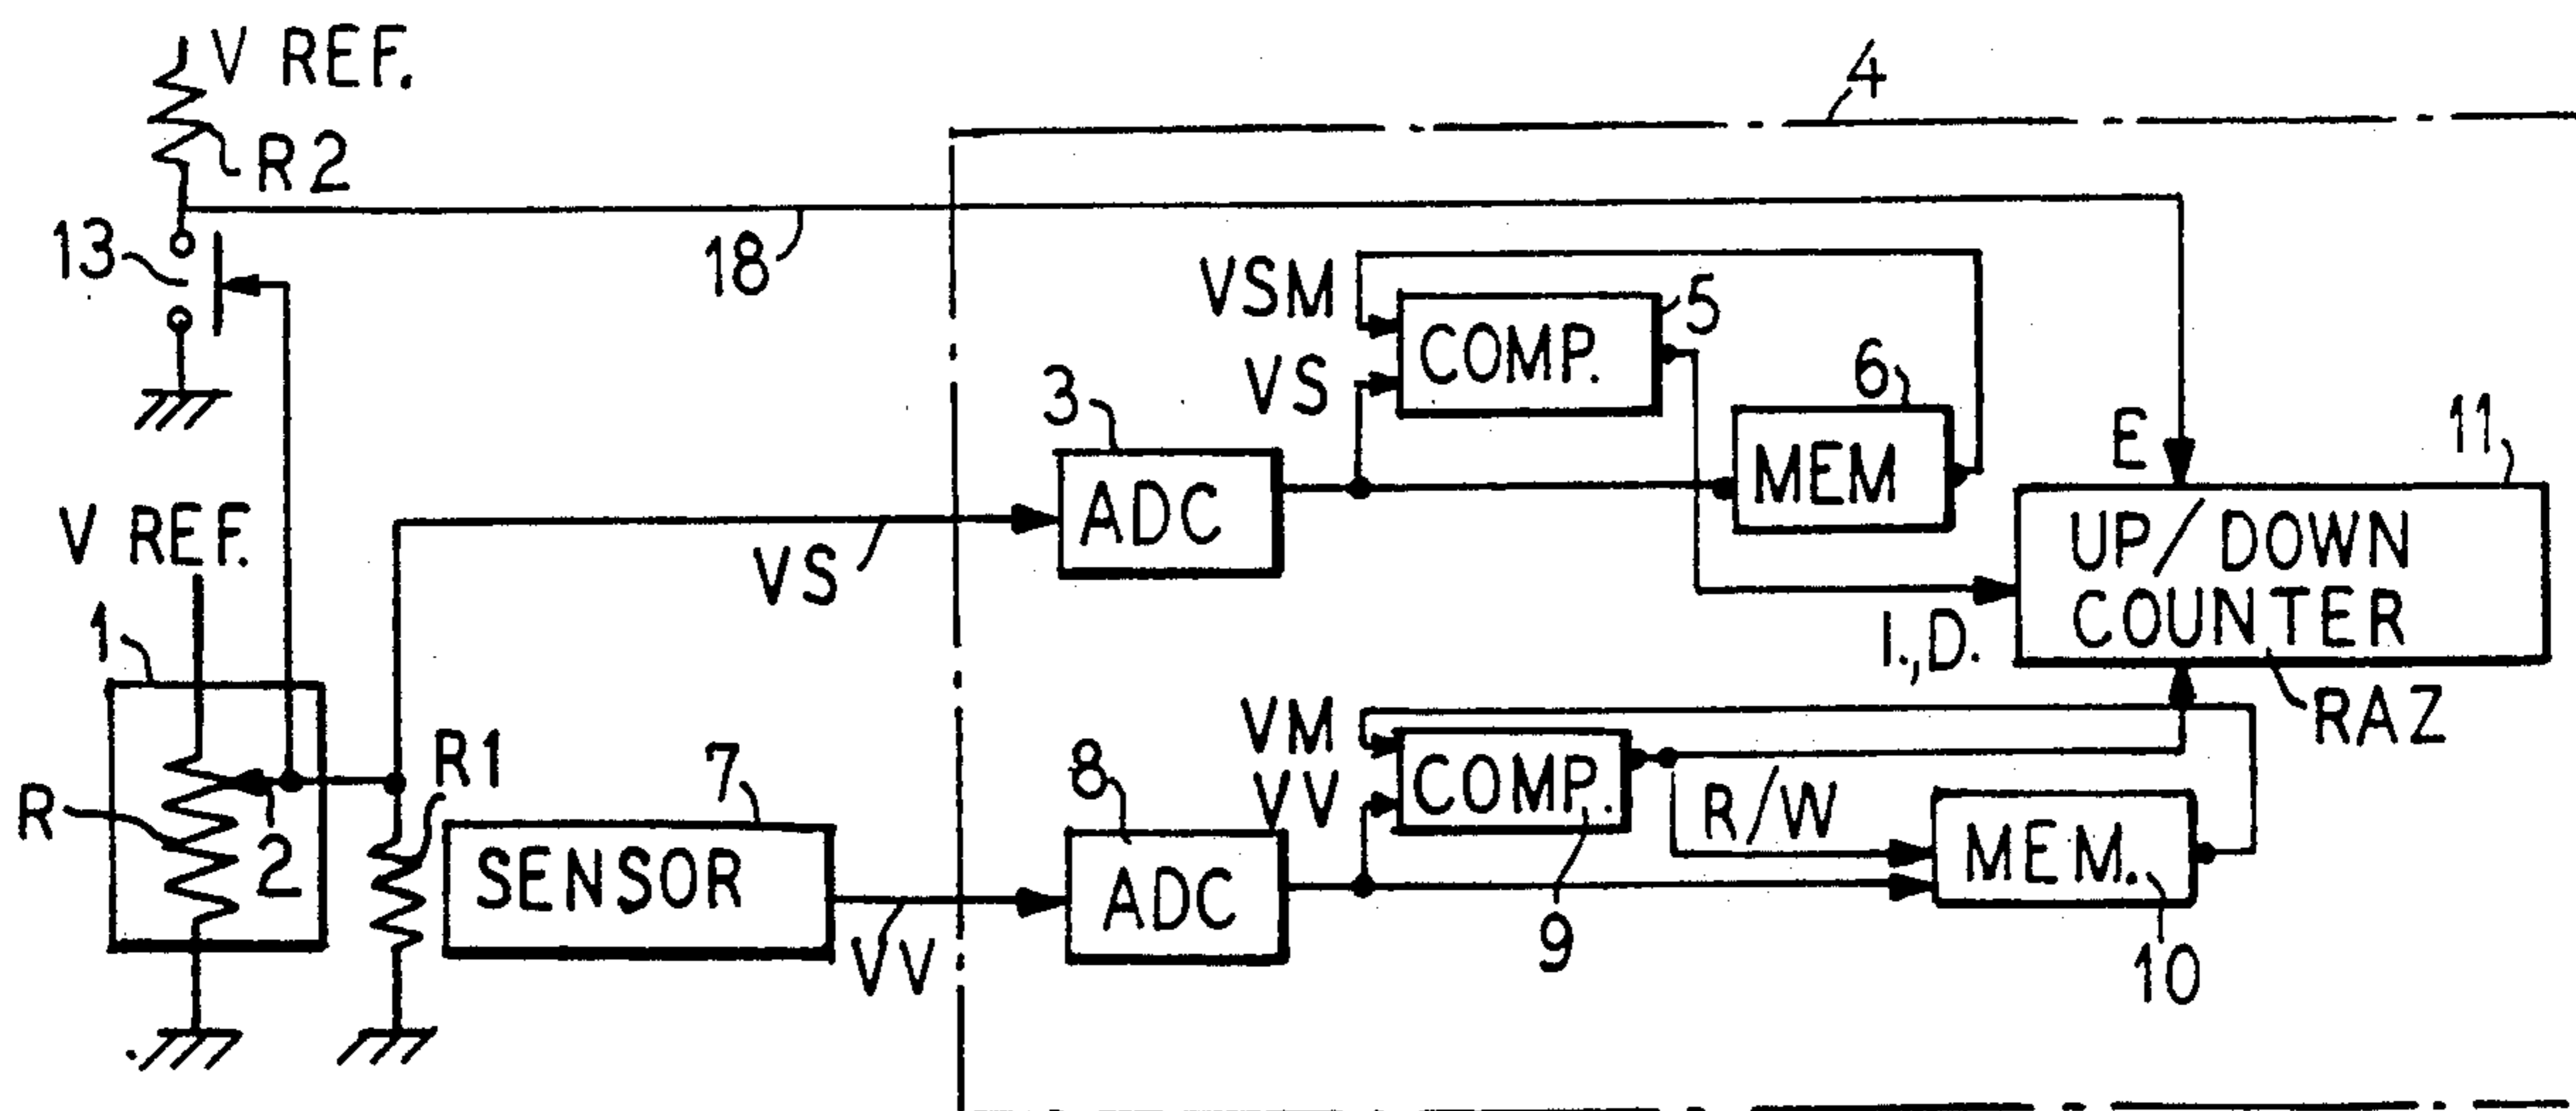 V REF.
R2
4
13
18
VSM
5
COMP.
VS
6
3
MEM
E
11
ADC
UP/DOWN
COUNTER
V REF.
VS
1
I.,D.
RAZ
R1
7
8
VM
VV
COMP.
R/W
R
2
SENSOR
ADC
MEM.
VV
9
10